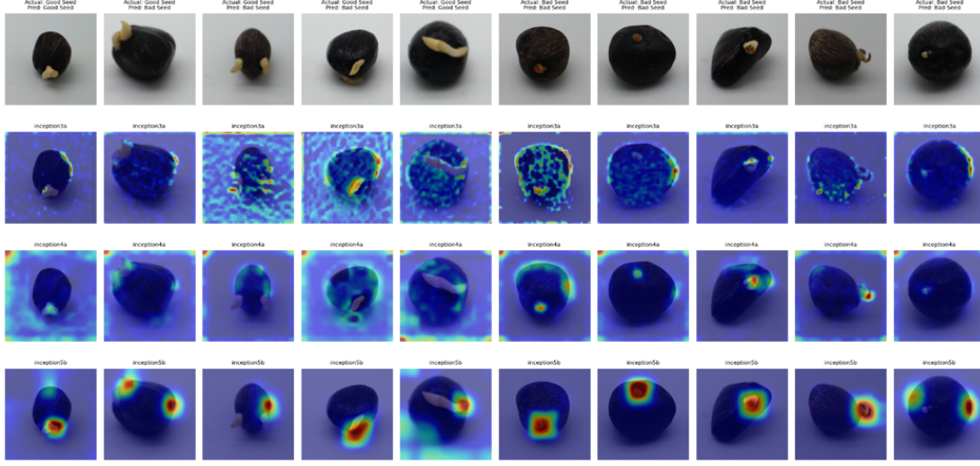 Actual: Good Seed
Pred: Good Seed
Actual: Good Seed
Pred: Bad Seed
Actual: Good Seed
Pred: Bad Seed
Actual: Good Seed
Pred: Bad Seed
Actual: Good Seed
Pred: Good Seed
Actual: Bad Seed
Pred: Bad Seed
Actual: Bad Seed
Pred: Bad Seed
Actual: Bad Seed
Pred: Bad Seed
Actual: Bad Seed
Pred: Bad Seed
Actual: Bad Seed
Pred: Bad Seed
inception3a inception3a inception3a inception3a inception3a inception3a inception3a inception3a inception3a inception3a
inception4a inception4a inception4a inception4a inception4a inception4a inception4a inception4a inception4a inception4a
inception5b inception5b inception5b inception5b inception5b inception5b inception5b inception5b inception5b inception5b